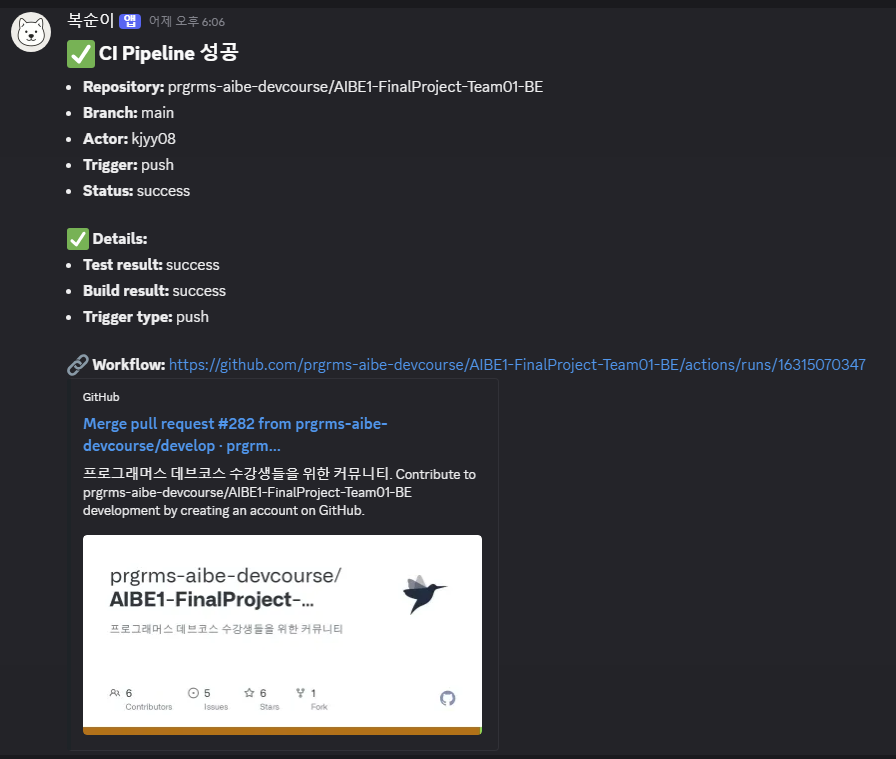 복순이 앱 어제 오후 6:06
CI Pipeline 성공
Repository: prgrms-aibe-devcourse/AIBE1-FinalProject-Team01-BE
Branch: main
Actor: kjyy08
Trigger: push
Status: success
Details:
Test result: success
Build result: success
Trigger type: push
Workflow: https://github.com/prgrms-aibe-devcourse/AIBE1-FinalProject-Team01-BE/actions/runs/16315070347
GitHub
Merge pull request #282 from prgrms-aibe-
devcourse/develop · prgrm...
프로그래머스 데브코스 수강생들을 위한 커뮤니티. Contribute to
prgrms-aibe-devcourse/AIBE1-FinalProject-Team01-BE
development by creating an account on GitHub.
prgrms-aibe-devcourse/
AIBE1-FinalProject-...
프로그래머스 데브코스 수강생들을 위한 커뮤니티
6 5 6 1
Contributors Issues Stars Fork